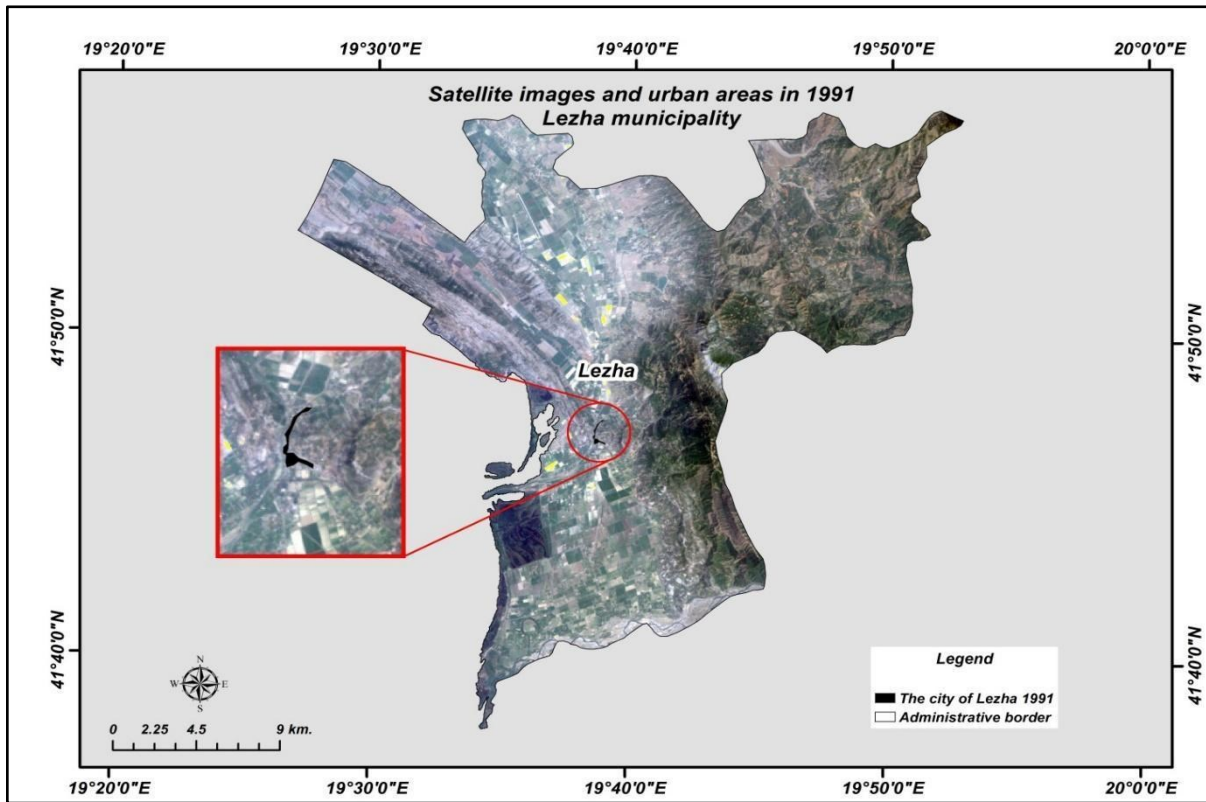 19°20'0"E 19°30'0"E 19°40'0"E 19°50'0"E 20°0'0"E
Satellite images and urban areas in 1991
Lezha municipality
41°50'0"N
41°50'0"N
Lezha
41°40'0"N
41°40'0"N
N
W E
S
0 2.25 4.5 9 km.
Legend
The city of Lezha 1991
Administrative border
19°20'0"E 19°30'0"E 19°40'0"E 19°50'0"E 20°0'0"E